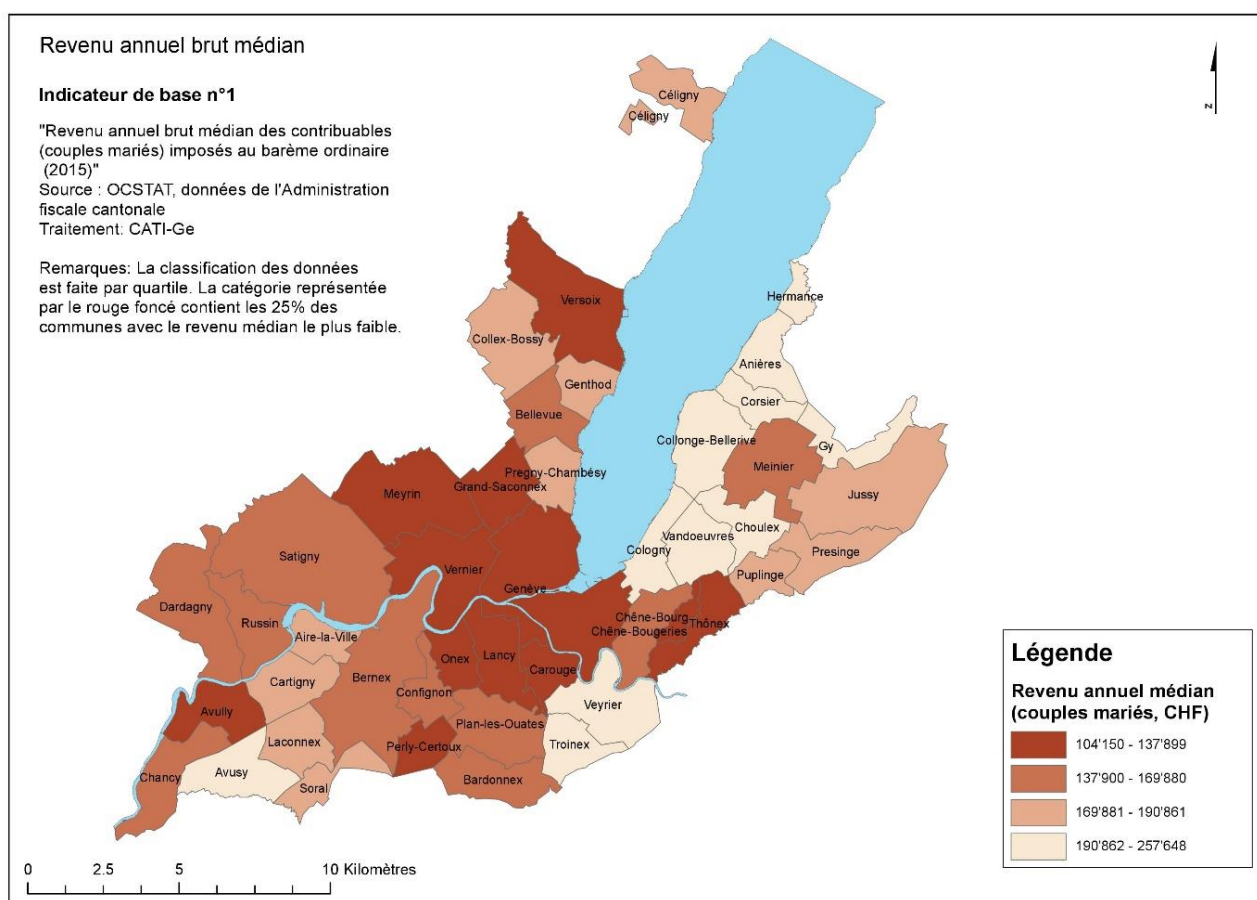 Revenu annuel brut médian
Indicateur de base n°1
"Revenu annuel brut médian des contribuables
(couples mariés) imposés au barème ordinaire
(2015)"
Source : OCSTAT, données de l'Administration
fiscale cantonale
Traitement: CATI-Ge
Remarques: La classification des données
est faite par quartile. La catégorie représentée
par le rouge foncé contient les 25% des
communes avec le revenu médian le plus faible.
N
Céligny
Céligny
Versoix
Hermance
Collex-Bossy
Anières
Genthod
Corsier
Bellevue
Collonge-Bellerive
Gy
Meinier
Pregny-Chambésy
Grand-Saconnex
Meyrin
Jussy
Choulex
Vandoeuvres
Cologny
Presinge
Satigny
Vernier
Genève
Puplinge
Dardagny
Russin
Aire-la-Ville
Chêne-Bourg
Thônex
Chêne-Bougeries
Onex
Lancy
Carouge
Cartigny
Bernex
Confignon
Veyrier
Avully
Plan-les-Ouates
Laconnex
Perly-Certoux
Troinex
Chancy
Avusy
Soral
Bardonnex
0
2.5
5
10 Kilomètres
Légende
Revenu annuel médian
(couples mariés, CHF)
104'150 - 137'899
137'900 - 169'880
169'881 - 190'861
190'862 - 257'648